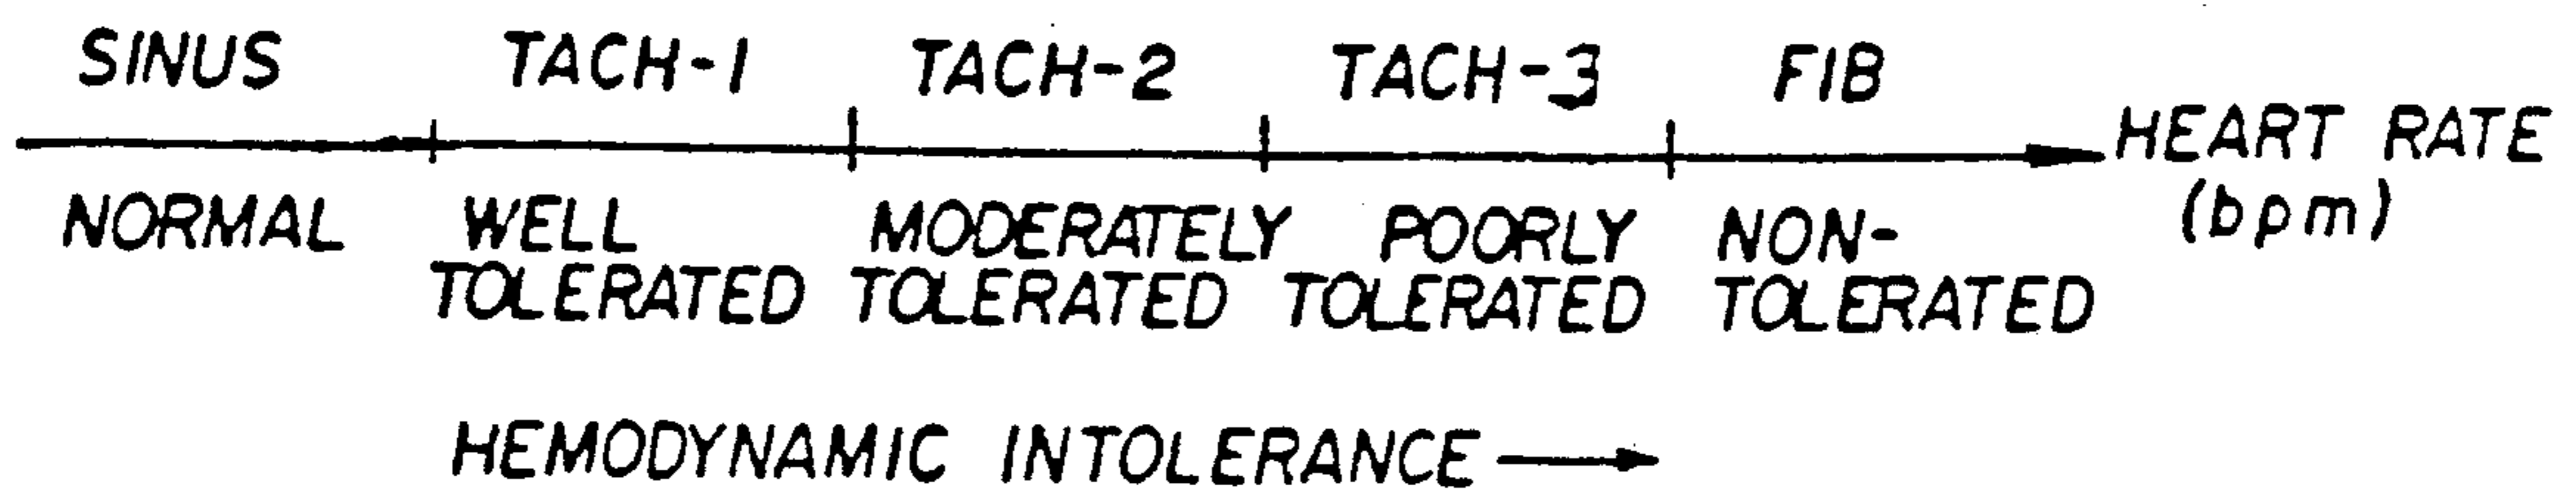 SINUS TACH-1 TACH-2 TACH-3 FIB
HEART RATE
(bpm)
NORMAL WELL MODERATELY POORLY NON-
TOLERATED TOLERATED TOLERATED TOLERATED
HEMODYNAMIC INTOLERANCE